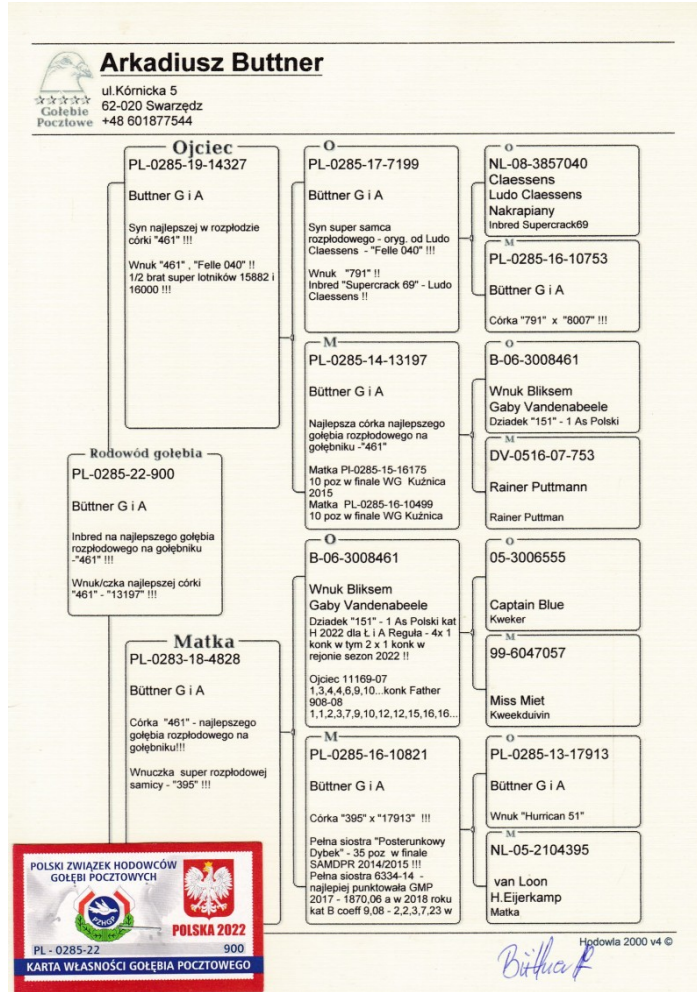 Arkadiusz Buttner
ul.Kórnicka 5
62-020 Swarzędz
+48 601877544
Gołębie
Pocztowe
Ojciec
PL-0285-19-14327
Buttner G i A
Syn najlepszej w rozpłodzie
córki "461" !!!
Wnuk "461" , "Felle 040" !!
1/2 brat super lotników 15882 i
16000 !!!
O
PL-0285-17-7199
Büttner G i A
Syn super samca
rozpłodowego - oryg. od Ludo
Claessens - "Felle 040" !!!
Wnuk "791" !!
Inbred "Supercrack 69" - Ludo
Claessens !!
O
NL-08-3857040
Claessens
Ludo Claessens
Nakrapiany
Inbred Supercrack69
M
PL-0285-16-10753
Büttner G i A
Córka "791" x "8007" !!!
M
PL-0285-14-13197
Büttner G i A
Najlepsza córka najlepszego
gołębia rozpłodowego na
gołębniku -"461"
Matka Pl-0285-15-16175
10 poz w finale WG Kuźnica
2015
Matka PL-0285-16-10499
10 poz w finale WG Kuźnica
O
B-06-3008461
Wnuk Bliksem
Gaby Vandenabeele
Dziadek "151" - 1 As Polski
M
DV-0516-07-753
Rainer Puttmann
Rainer Puttman
Rodowód gołębia
PL-0285-22-900
Büttner G i A
Inbred na najlepszego gołębia
rozpłodowego na gołębniku
-"461" !!!
Wnuk/czka najlepszej córki
"461" - "13197" !!!
Matka
PL-0283-18-4828
Büttner G i A
Córka "461" - najlepszego
gołębia rozpłodowego na
gołębniku!!!
Wnuczka super rozpłodowej
samicy - "395" !!!
O
B-06-3008461
Wnuk Bliksem
Gaby Vandenabeele
Dziadek "151" - 1 As Polski kat
H 2022 dla Ł i A Reguła - 4x 1
konk w tym 2 x 1 konk w
rejonie sezon 2022 !!
Ojciec 11169-07
1,3,4,4,6,9,10...konk Father
908-08
1,1,2,3,7,9,10,12,12,15,16,16...
O
05-3006555
Captain Blue
Kweker
M
99-6047057
Miss Miet
Kweekduivin
M
PL-0285-16-10821
Büttner G i A
Córka "395" x "17913" !!!
Pełna siostra "Posterunkowy
Dybek" - 35 poz w finale
SAMDPR 2014/2015 !!!
Pełna siostra 6334-14 -
najlepiej punktowała GMP
2017 - 1870,06 a w 2018 roku
kat B coeff 9,08 - 2,2,3,7,23 w
O
PL-0285-13-17913
Büttner G i A
Wnuk "Hurrican 51"
M
NL-05-2104395
van Loon
H.Eijerkamp
Matka
POLSKI ZWIĄZEK HODOWCÓW
GOŁĘBI POCZTOWYCH
PZHGP
POLSKA 2022
PL - 0285-22 900
KARTA WŁASNOŚCI GOŁĘBIA POCZTOWEGO
Hodowla 2000 v4 ©